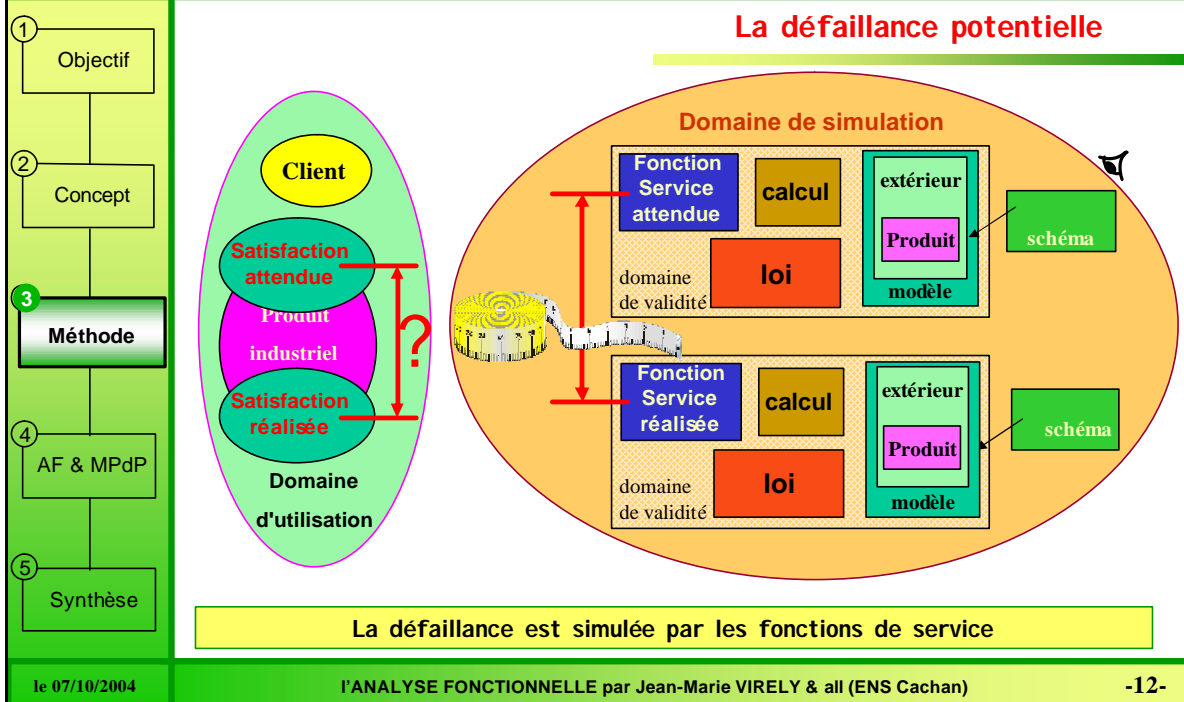 La défaillance potentielle
1
Objectif
2
Concept
3
Méthode
4
AF & MPdP
5
Synthèse
Client
Satisfaction
attendue
Produit
industriel
?
Satisfaction
réalisée
Domaine
d'utilisation
Domaine de simulation
Fonction
Service
attendue
calcul
extérieur
Produit
modèle
loi
domaine
de validité
schéma
Fonction
Service
réalisée
calcul
extérieur
Produit
modèle
loi
domaine
de validité
schéma
La défaillance est simulée par les fonctions de service
le 07/10/2004
l'ANALYSE FONCTIONNELLE par Jean-Marie VIRELY & all (ENS Cachan)
-12-